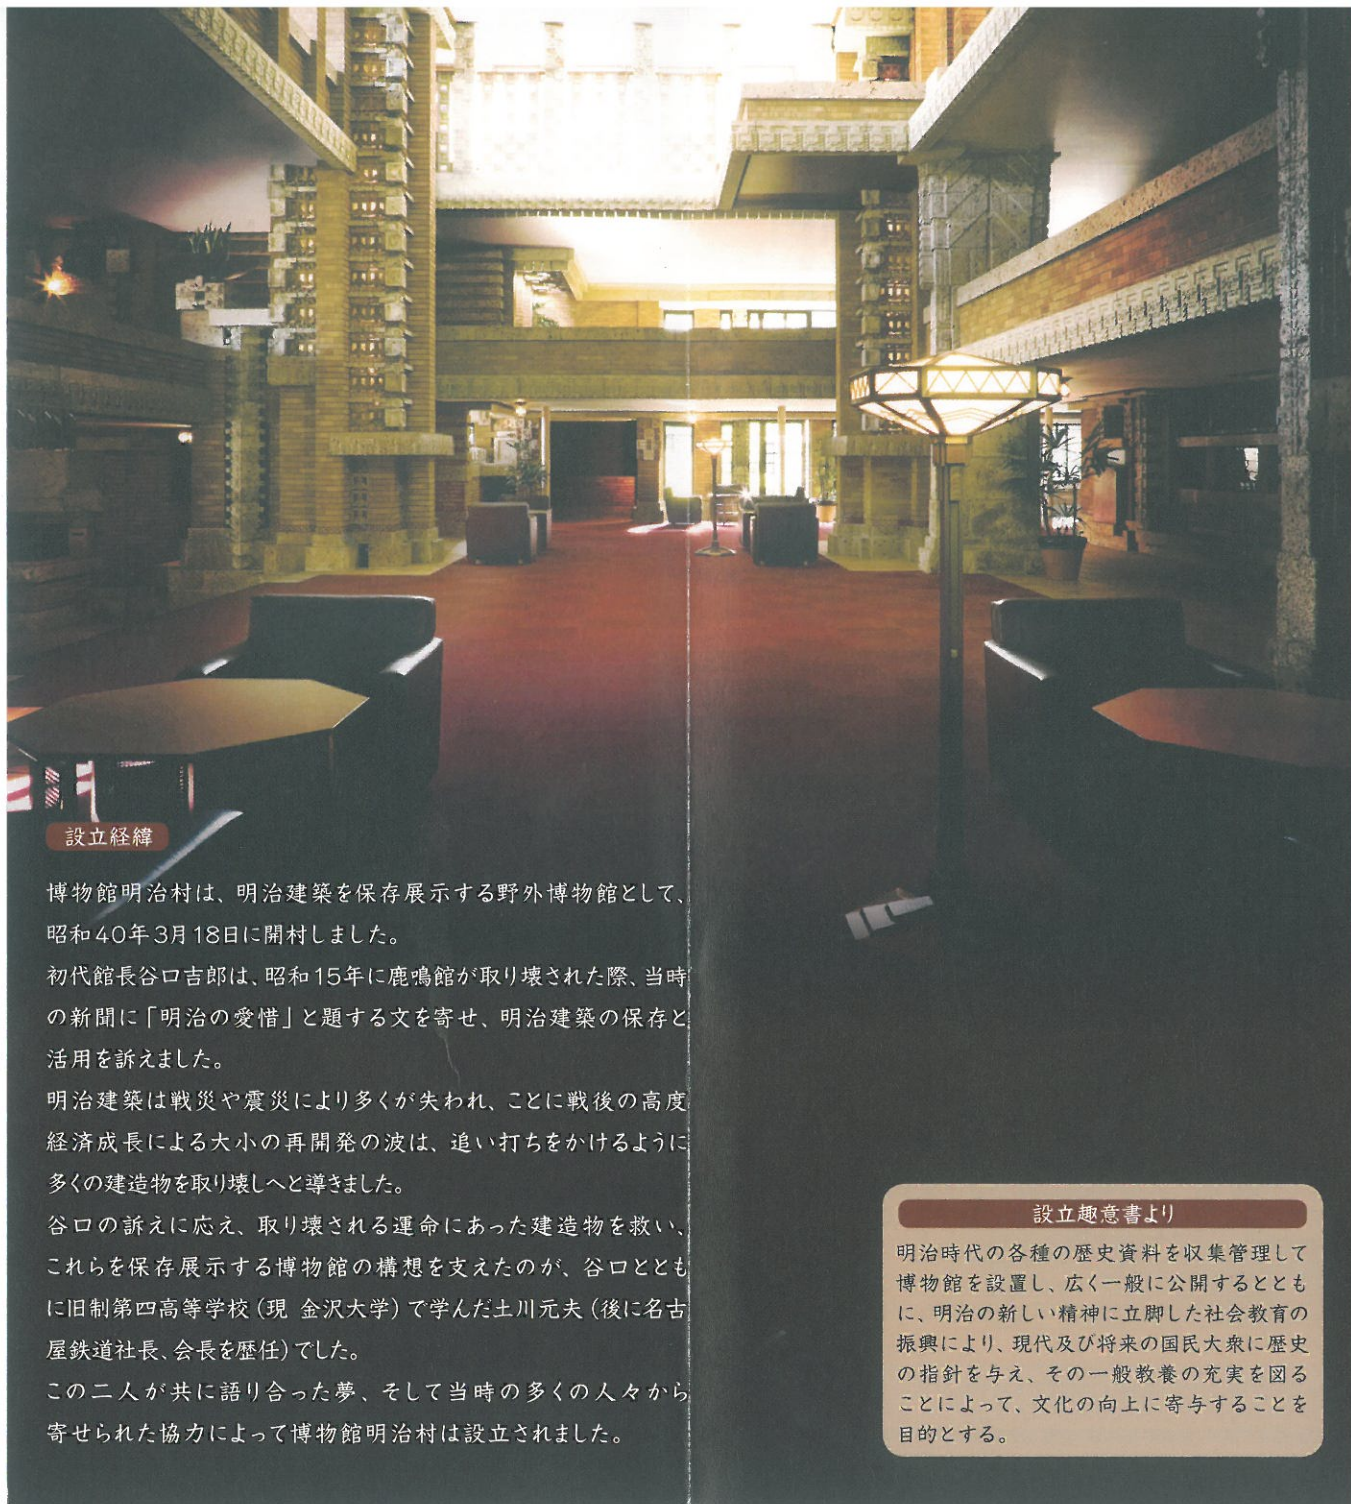 設立経緯
博物館明治村は、明治建築を保存展示する野外博物館として、
昭和40年3月18日に開村しました。
初代館長谷口吉郎は、昭和15年に鹿鳴館が取り壊された際、当時
の新聞に「明治の愛惜」と題する文を寄せ、明治建築の保存と
活用を訴えました。
明治建築は戦災や震災により多くが失われ、ことに戦後の高度
経済成長による大小の再開発の波は、追い打ちをかけるように
多くの建造物を取り壊しへと導きました。
谷口の訴えに応え、取り壊される運命にあった建造物を救い、
これらを保存展示する博物館の構想を支えたのが、谷口ととも
に旧制第四高等学校（現 金沢大学）で学んだ土川元夫（後に名古
屋鉄道社長、会長を歴任）でした。
この二人が共に語り合った夢、そして当時の多くの人々から
寄せられた協力によって博物館明治村は設立されました。
設立趣意書より
明治時代の各種の歴史資料を収集管理して
博物館を設置し、広く一般に公開するととも
に、明治の新しい精神に立脚した社会教育の
振興により、現代及び将来の国民大衆に歴史
の指針を与え、その一般教養の充実を図る
ことによって、文化の向上に寄与することを
目的とする。